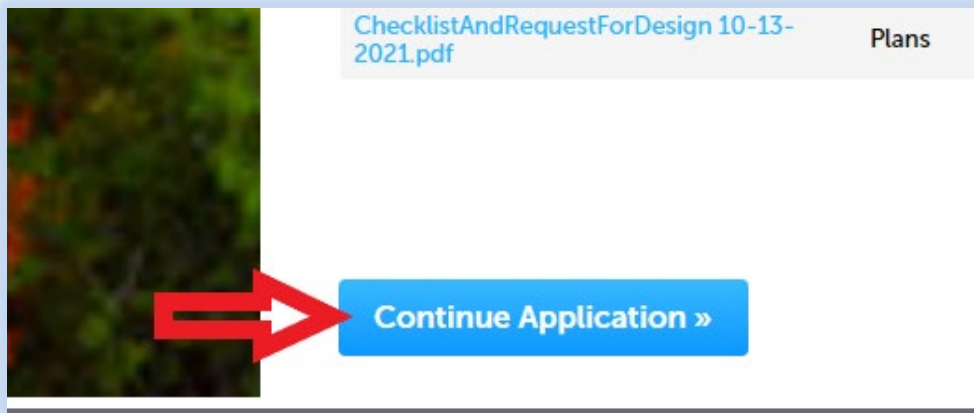 ChecklistAndRequestForDesign 10-13-
2021.pdf
Plans
Continue Application »